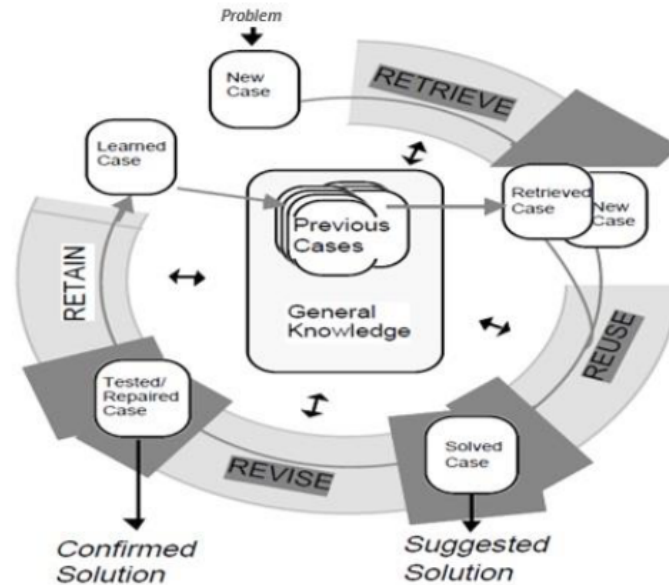 Problem
New
Case
RETRIEVE
Learned
Case
Retrieved
Case
New
Case
Previous
Cases
General
Knowledge
RETAIN
REUSE
Tested/
Repaired
Case
Solved
Case
REVISE
Confirmed
Solution
Suggested
Solution